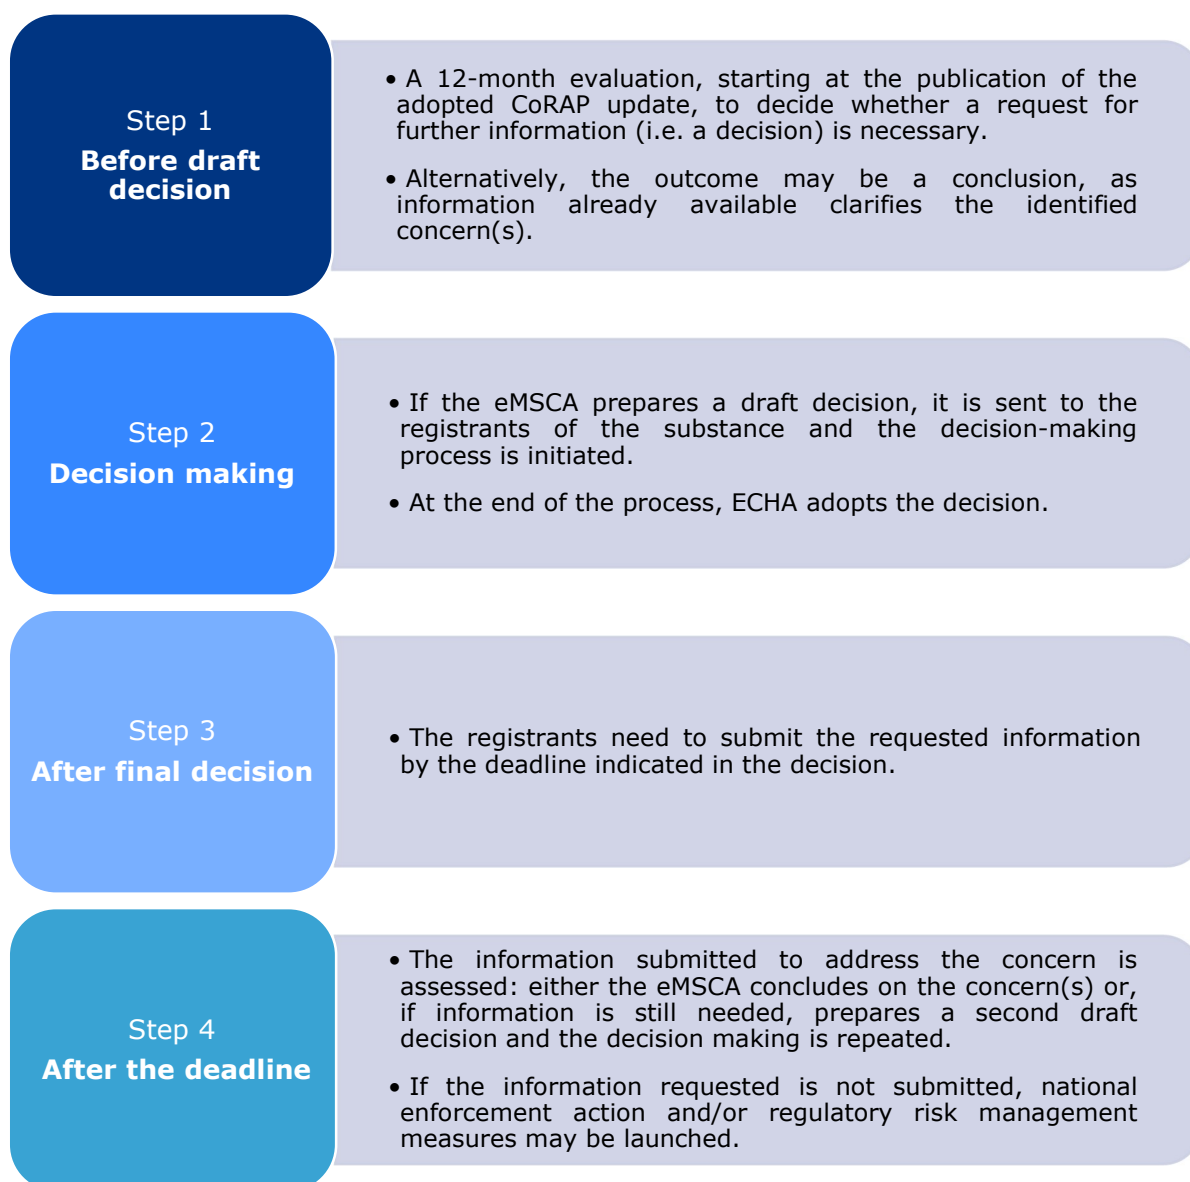 Step 1
Before draft
decision
• A 12-month evaluation, starting at the publication of the
adopted CoRAP update, to decide whether a request for
further information (i.e. a decision) is necessary.
• Alternatively, the outcome may be a conclusion, as
information already available clarifies the identified
concern(s).
Step 2
Decision making
• If the eMSCA prepares a draft decision, it is sent to the
registrants of the substance and the decision-making
process is initiated.
• At the end of the process, ECHA adopts the decision.
Step 3
After final decision
• The registrants need to submit the requested information
by the deadline indicated in the decision.
Step 4
After the deadline
• The information submitted to address the concern is
assessed: either the eMSCA concludes on the concern(s) or,
if information is still needed, prepares a second draft
decision and the decision making is repeated.
• If the information requested is not submitted, national
enforcement action and/or regulatory risk management
measures may be launched.